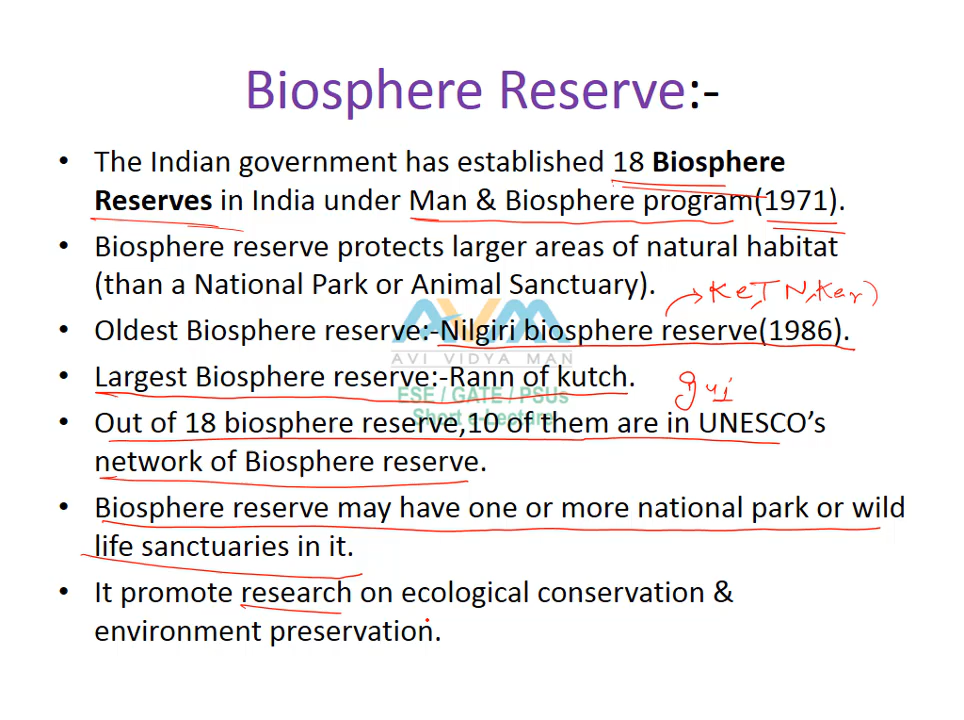 Biosphere Reserve:-
• The Indian government has established 18 Biosphere
Reserves in India under Man & Biosphere program(1971).
• Biosphere reserve protects larger areas of natural habitat
(than a National Park or Animal Sanctuary).
→ Ke, TN, Kar)
• Oldest Biosphere reserve:-Nilgiri biosphere reserve(1986).
AVM
AVI VIDYA MAN
• Largest Biosphere reserve:-Rann of kutch.
guj
ESE / GATE / PSUs
Short e-Lecture
• Out of 18 biosphere reserve,10 of them are in UNESCO's
network of Biosphere reserve.
• Biosphere reserve may have one or more national park or wild
life sanctuaries in it.
• It promote research on ecological conservation &
environment preservation.